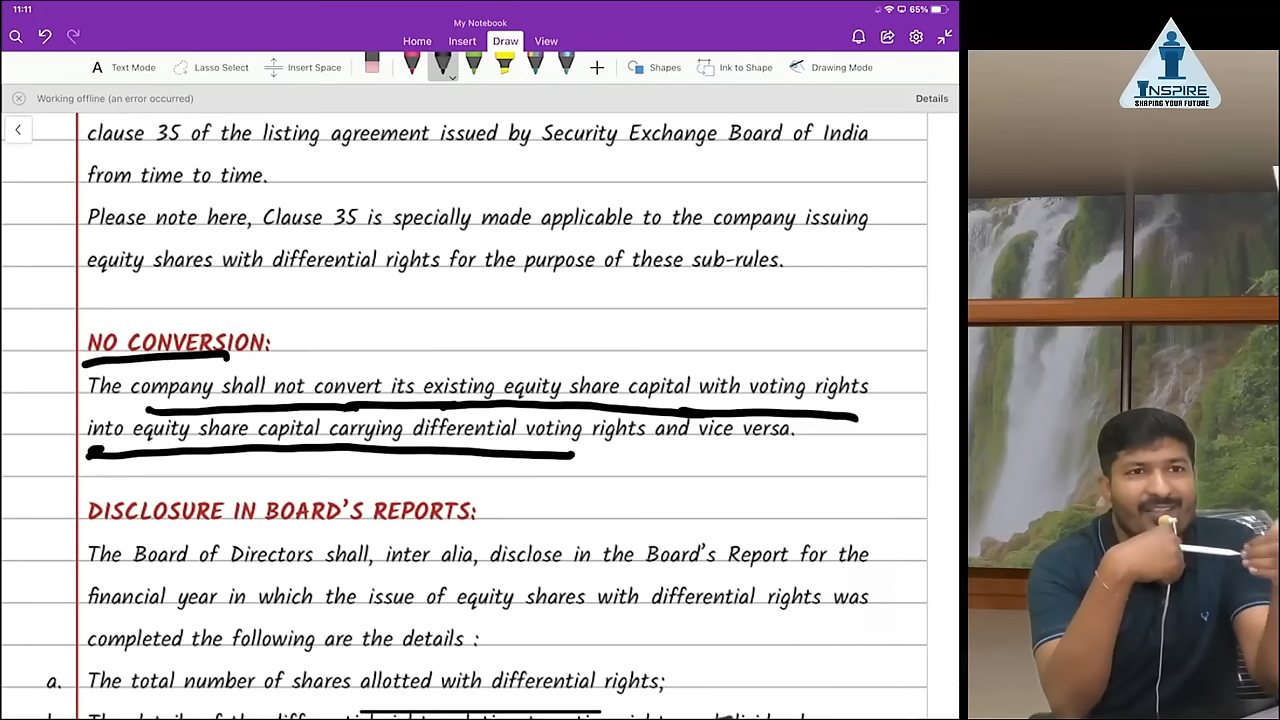 11:11
65%
My Notebook
Home Insert Draw View
A Text Mode Lasso Select Insert Space + Shapes Ink to Shape Drawing Mode
Working offline (an error occurred) Details
INSPIRE
SHAPING YOUR FUTURE
clause 35 of the listing agreement issued by Security Exchange Board of India
from time to time.
Please note here, Clause 35 is specially made applicable to the company issuing
equity shares with differential rights for the purpose of these sub-rules.
NO CONVERSION:
The company shall not convert its existing equity share capital with voting rights
into equity share capital carrying differential voting rights and vice versa.
DISCLOSURE IN BOARD'S REPORTS:
The Board of Directors shall, inter alia, disclose in the Board's Report for the
financial year in which the issue of equity shares with differential rights was
completed the following are the details :
a. The total number of shares allotted with differential rights;